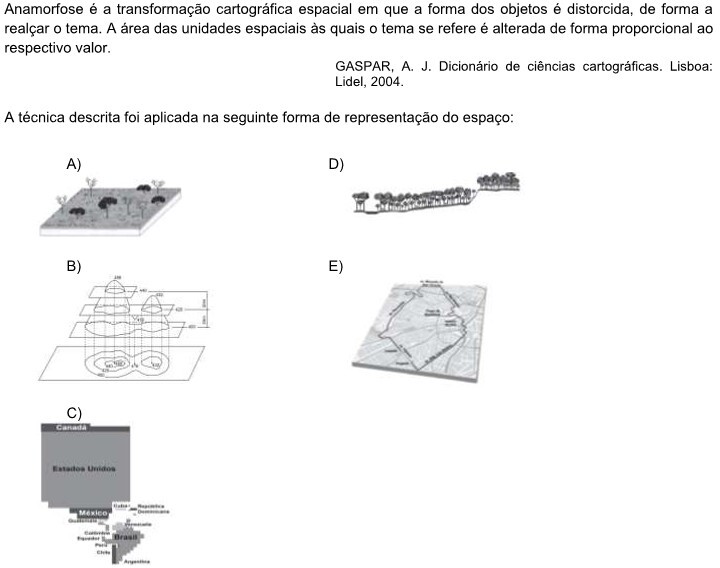 Anamorfose é a transformação cartográfica espacial em que a forma dos objetos é distorcida, de forma a
realçar o tema. A área das unidades espaciais às quais o tema se refere é alterada de forma proporcional ao
respectivo valor.
GASPAR, A. J. Dicionário de ciências cartográficas. Lisboa:
Lidel, 2004.
A técnica descrita foi aplicada na seguinte forma de representação do espaço:
A)
D)
B)
E)
C)
Canadá
Estados Unidos
México
Cuba
República
Dominicana
Guatemala
Venezuela
Colômbia
Equador
Brasil
Peru
Chile
Argentina